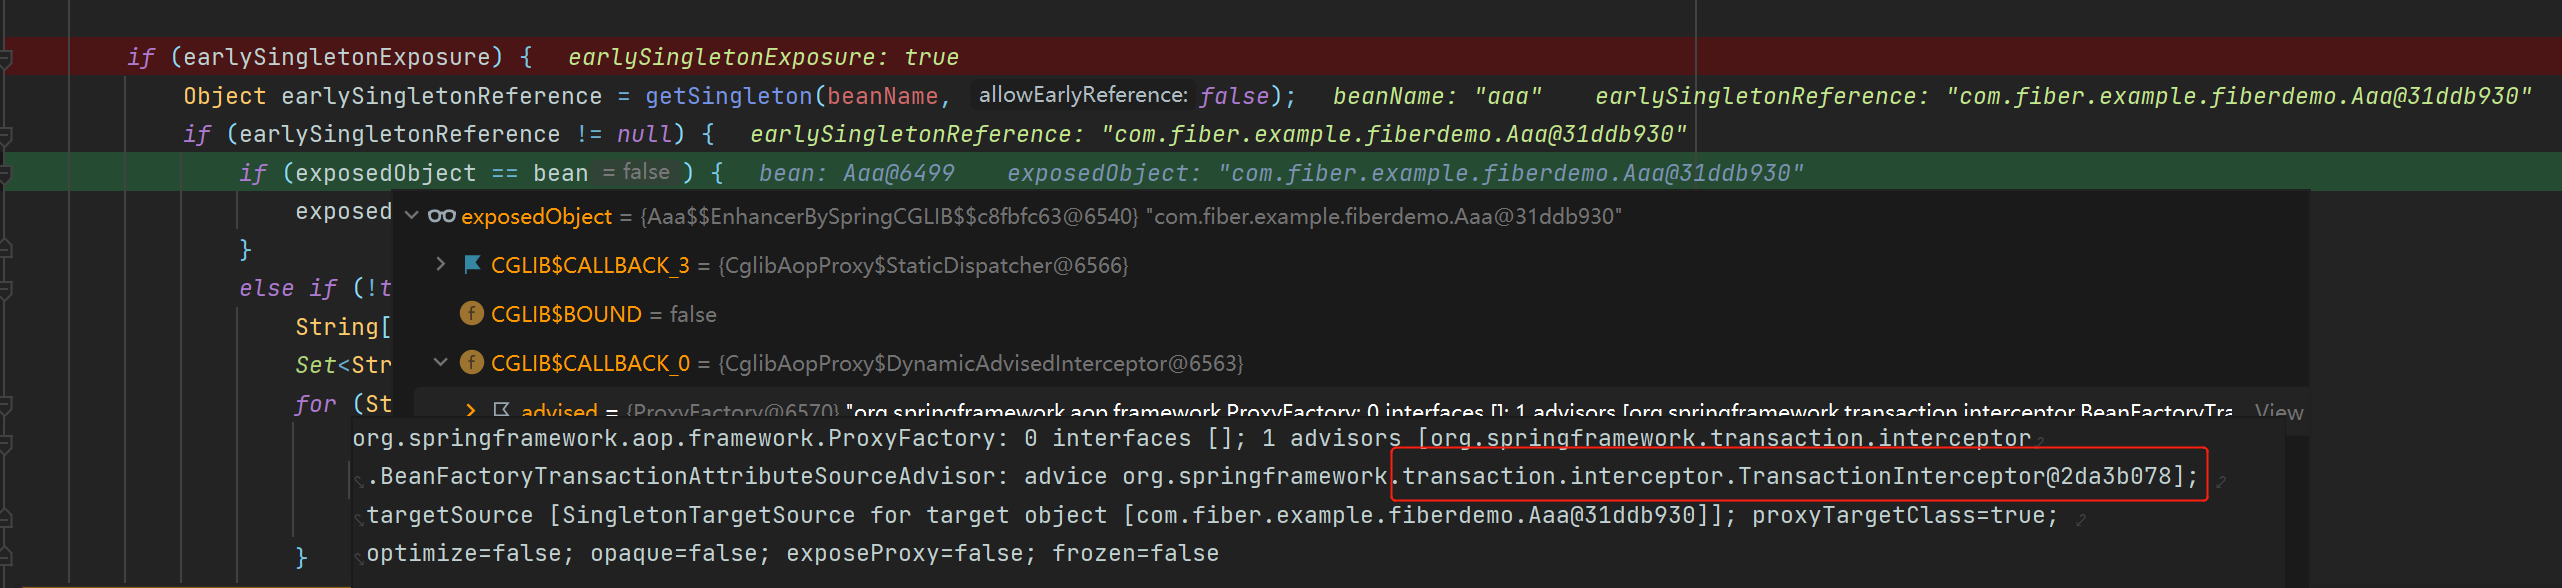 if (earlySingletonExposure) { earlySingletonExposure: true
Object earlySingletonReference = getSingleton(beanName, allowEarlyReference: false); beanName: "aaa" earlySingletonReference: "com.fiber.example.fiberdemo.Aaa@31ddb930"
if (earlySingletonReference != null) { earlySingletonReference: "com.fiber.example.fiberdemo.Aaa@31ddb930"
if (exposedObject == bean = false ) { bean: Aaa@6499 exposedObject: "com.fiber.example.fiberdemo.Aaa@31ddb930"
exposed
exposedObject = {Aaa$$EnhancerBySpringCGLIB$$c8fbfc63@6540} "com.fiber.example.fiberdemo.Aaa@31ddb930"
}
CGLIB$CALLBACK_3 = {CglibAopProxy$StaticDispatcher@6566}
else if (!t
CGLIB$BOUND = false
String[
CGLIB$CALLBACK_0 = {CglibAopProxy$DynamicAdvisedInterceptor@6563}
Set<Str
for (St
advised = {ProxyFactory@6570} "org.springframework.aop.framework.ProxyFactory: 0 interfaces []; 1 advisors [org.springframework.transaction.interceptor.BeanFactoryTra View
org.springframework.aop.framework.ProxyFactory: 0 interfaces []; 1 advisors [org.springframework.transaction.interceptor
.BeanFactoryTransactionAttributeSourceAdvisor: advice org.springframework.transaction.interceptor.TransactionInterceptor@2da3b078];
targetSource [SingletonTargetSource for target object [com.fiber.example.fiberdemo.Aaa@31ddb930]]; proxyTargetClass=true;
} optimize=false; opaque=false; exposeProxy=false; frozen=false